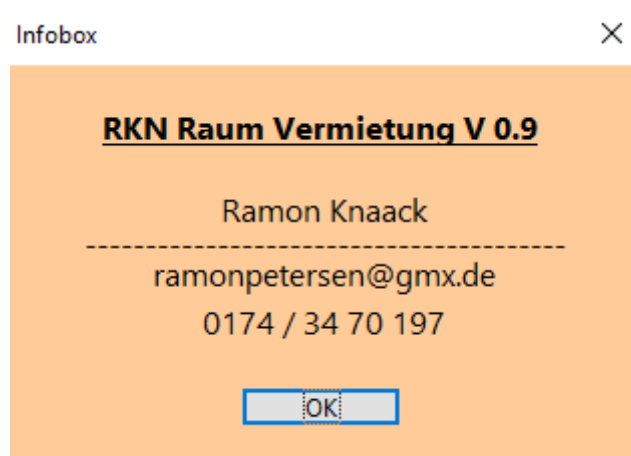 Infobox
RKN Raum Vermietung V 0.9
Ramon Knaack
----------------------------------------
ramonpetersen@gmx.de
0174 / 34 70 197
OK